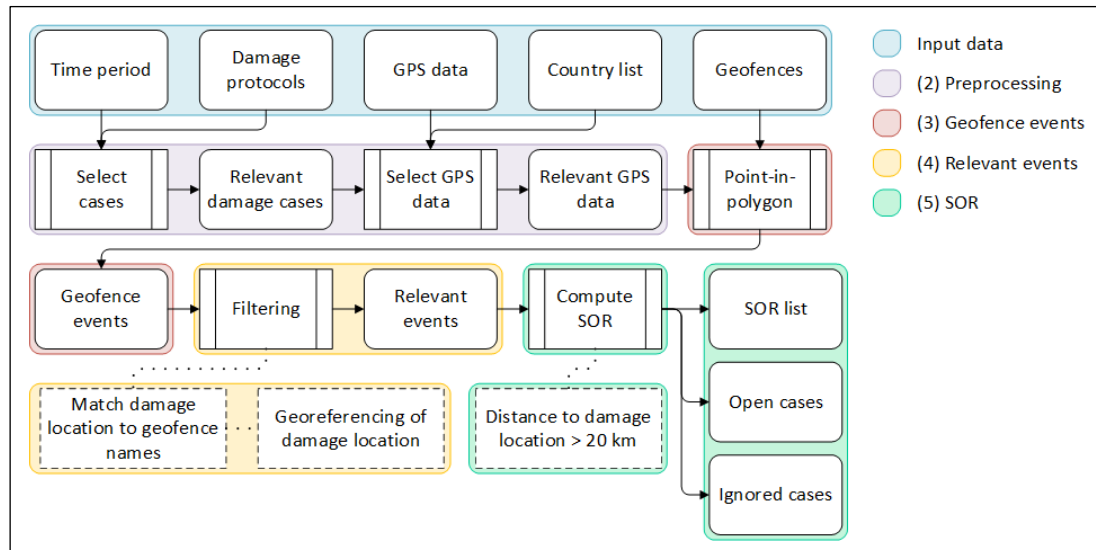 Time period
Damage
protocols
GPS data
Country list
Geofences
Input data
(2) Preprocessing
(3) Geofence events
(4) Relevant events
(5) SOR
Select
cases
Relevant
damage cases
Select GPS
data
Relevant GPS
data
Point-in-
polygon
Geofence
events
Filtering
Relevant
events
Compute
SOR
SOR list
Match damage
location to geofence
names
Georeferencing of
damage location
Distance to damage
location > 20 km
Open cases
Ignored cases